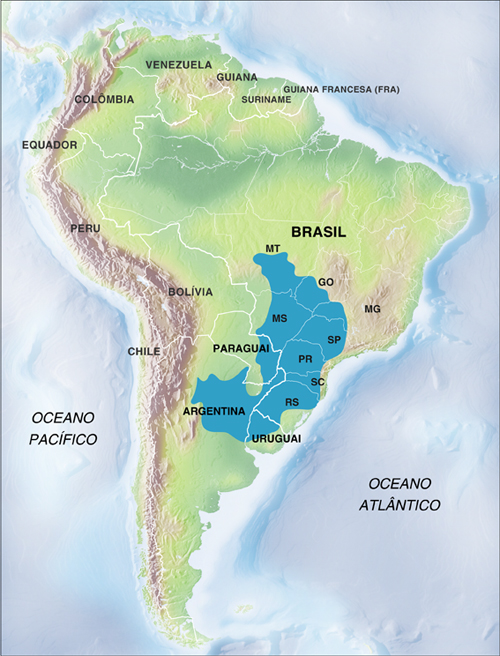 VENEZUELA
GUIANA
GUIANA FRANCESA (FRA)
SURINAME
COLÔMBIA
EQUADOR
PERU
BRASIL
MT
GO
BOLÍVIA
MG
MS
SP
PARAGUAI
CHILE
PR
SC
RS
ARGENTINA
URUGUAI
OCEANO
PACÍFICO
OCEANO
ATLÂNTICO